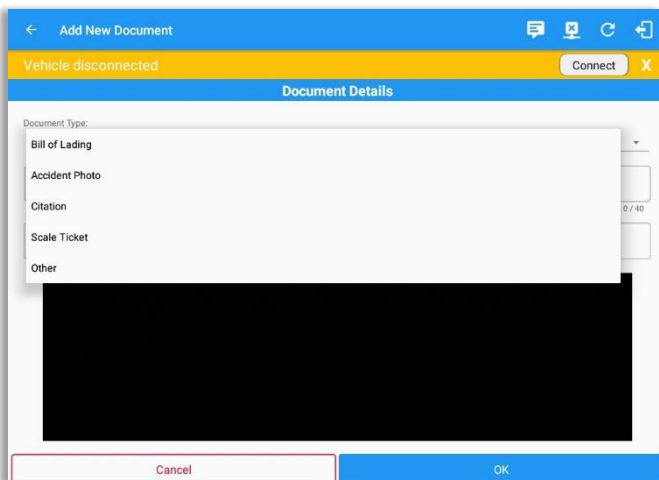 Add New Document
Vehicle disconnected
Connect
X
Document Details
Document Type:
Bill of Lading
Accident Photo
Citation
0 / 40
Scale Ticket
Other
Cancel
OK